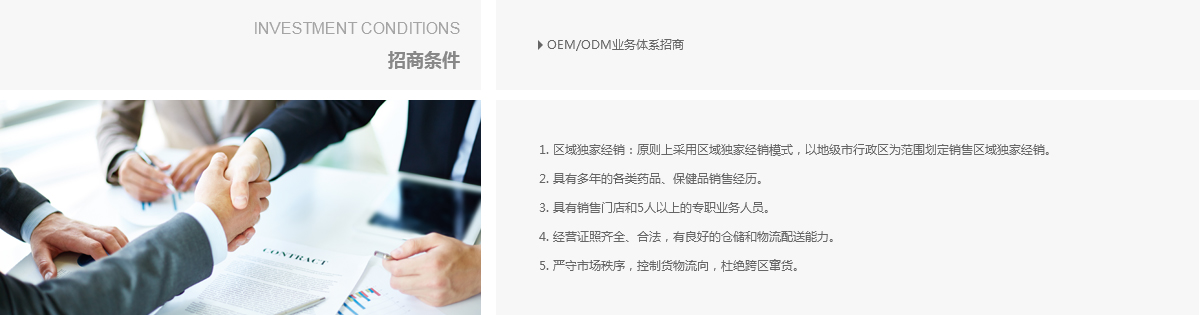 INVESTMENT CONDITIONS
招商条件
OEM/ODM业务体系招商
1. 区域独家经销：原则上采用区域独家经销模式，以地级市行政区为范围划定销售区域独家经销。
2. 具有多年的各类药品、保健品销售经历。
3. 具有销售门店和5人以上的专职业务人员。
4. 经营证照齐全、合法，有良好的仓储和物流配送能力。
5. 严守市场秩序，控制货物流向，杜绝跨区窜货。
CONTRACT